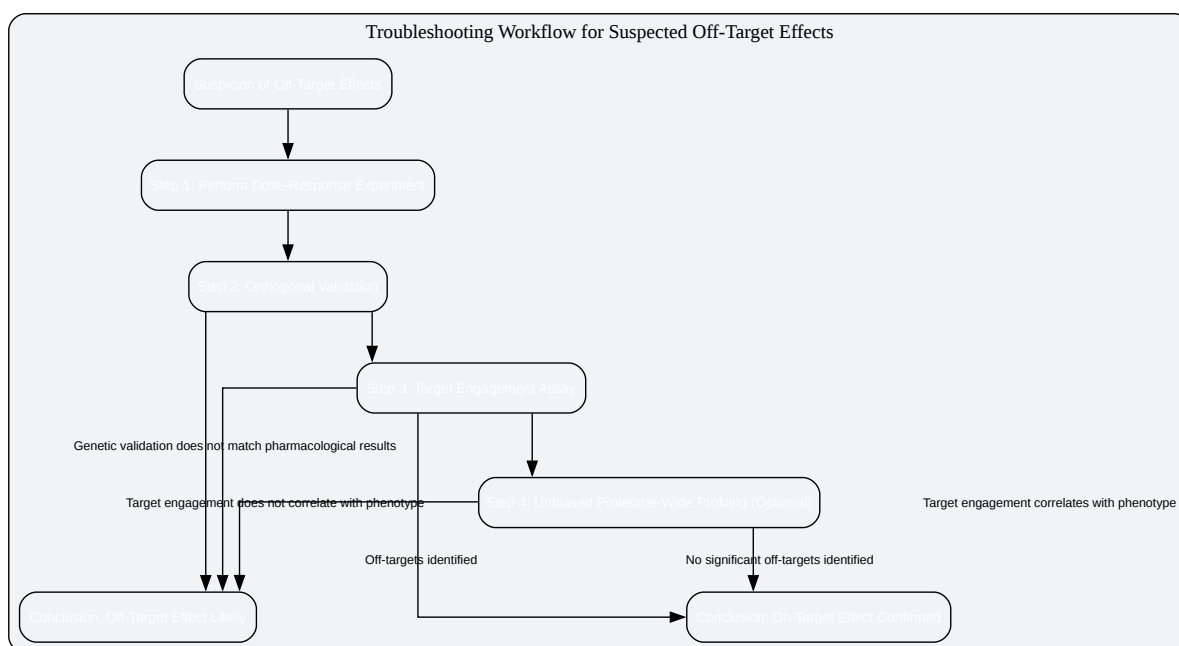 Troubleshooting Workflow for Suspected Off-Target Effects
Suspicion of Off-Target Effects
Step 1: Perform Dose-Response Experiment
Step 2: Orthogonal Validation
Step 3: Target Engagement Assay
Genetic validation does not match pharmacological results
Target engagement does not correlate with phenotype
Step 4: Unbiased Proteome-Wide Profiling (Optional)
Target engagement correlates with phenotype
Off-targets identified
No significant off-targets identified
Conclusion: Off-Target Effect Likely
Conclusion: On-Target Effect Confirmed